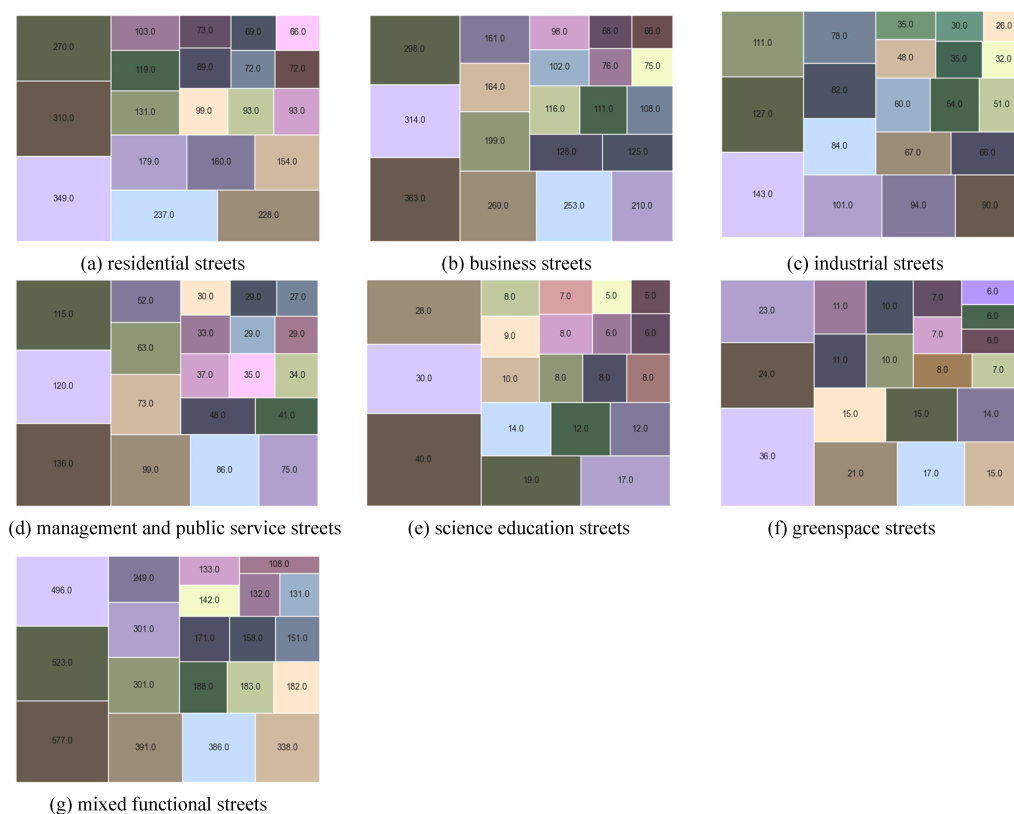 270.0 103.0 73.0 69.0 66.0
119.0 89.0 72.0 72.0
310.0 131.0 99.0 93.0 93.0
179.0 160.0 154.0
349.0 237.0 228.0
(a) residential streets
298.0 161.0 98.0 68.0 66.0
164.0 102.0 76.0 75.0
314.0 199.0 116.0 111.0 108.0
128.0 125.0
363.0 260.0 253.0 210.0
(b) business streets
111.0 78.0 35.0 30.0 26.0
48.0 35.0 32.0
127.0 82.0 60.0 54.0 51.0
84.0 67.0 66.0
143.0 101.0 94.0 90.0
(c) industrial streets
115.0 52.0 30.0 29.0 27.0
63.0 33.0 29.0 29.0
120.0 73.0 37.0 35.0 34.0
48.0 41.0
136.0 99.0 86.0 75.0
(d) management and public service streets
28.0 8.0 7.0 5.0 5.0
9.0 8.0 6.0 6.0
30.0 10.0 8.0 8.0 8.0
14.0 12.0 12.0
40.0 19.0 17.0
(e) science education streets
23.0 11.0 10.0 7.0 6.0
6.0
7.0 6.0
24.0 11.0 10.0 8.0 7.0
15.0 15.0 14.0
36.0 21.0 17.0 15.0
(f) greenspace streets
496.0 249.0 133.0 108.0
142.0 132.0 131.0
523.0 301.0 171.0 158.0 151.0
301.0 188.0 183.0 182.0
577.0 391.0 386.0 338.0
(g) mixed functional streets